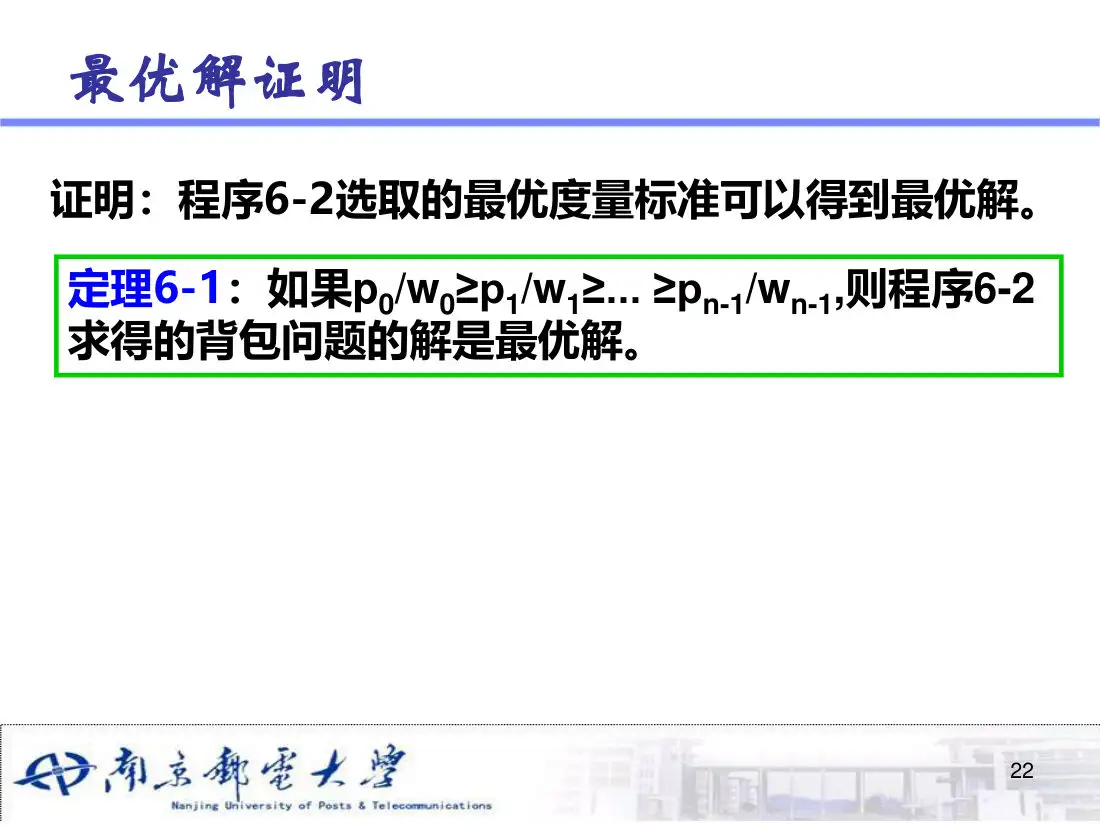 最优解证明
证明：程序6-2选取的最优度量标准可以得到最优解。
定理6-1：如果p₀/w₀≥p₁/w₁≥... ≥pₙ₋₁/wₙ₋₁,则程序6-2
求得的背包问题的解是最优解。
南京郵電大學
Nanjing University of Posts & Telecommunications
22